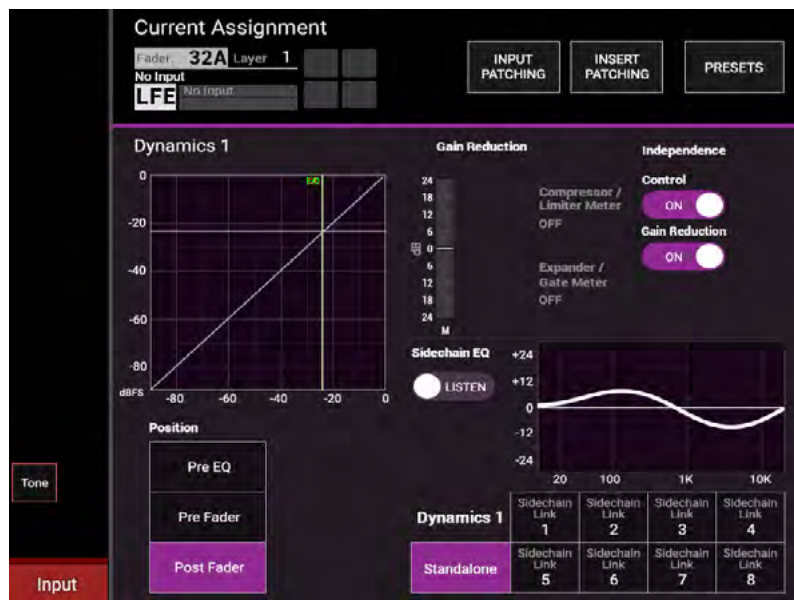 Current Assignment
Fader: 32A Layer 1
No Input
LFE No Input
INPUT
PATCHING
INSERT
PATCHING
PRESETS
Dynamics 1
0
-20
-40
-60
-80
dBFS
-80
-60
-40
-20
0
E/G
Gain Reduction
24
18
12
6
0
6
12
18
24
dB
M
Compressor /
Limiter Meter
OFF
Expander /
Gate Meter
OFF
Independence
Control
ON
Gain Reduction
ON
Sidechain EQ
LISTEN
+24
+12
0
-12
-24
20
100
1K
10K
Position
Pre EQ
Pre Fader
Post Fader
Dynamics 1
Standalone
Sidechain
Link
1
Sidechain
Link
2
Sidechain
Link
3
Sidechain
Link
4
Sidechain
Link
5
Sidechain
Link
6
Sidechain
Link
7
Sidechain
Link
8
Tone
Input